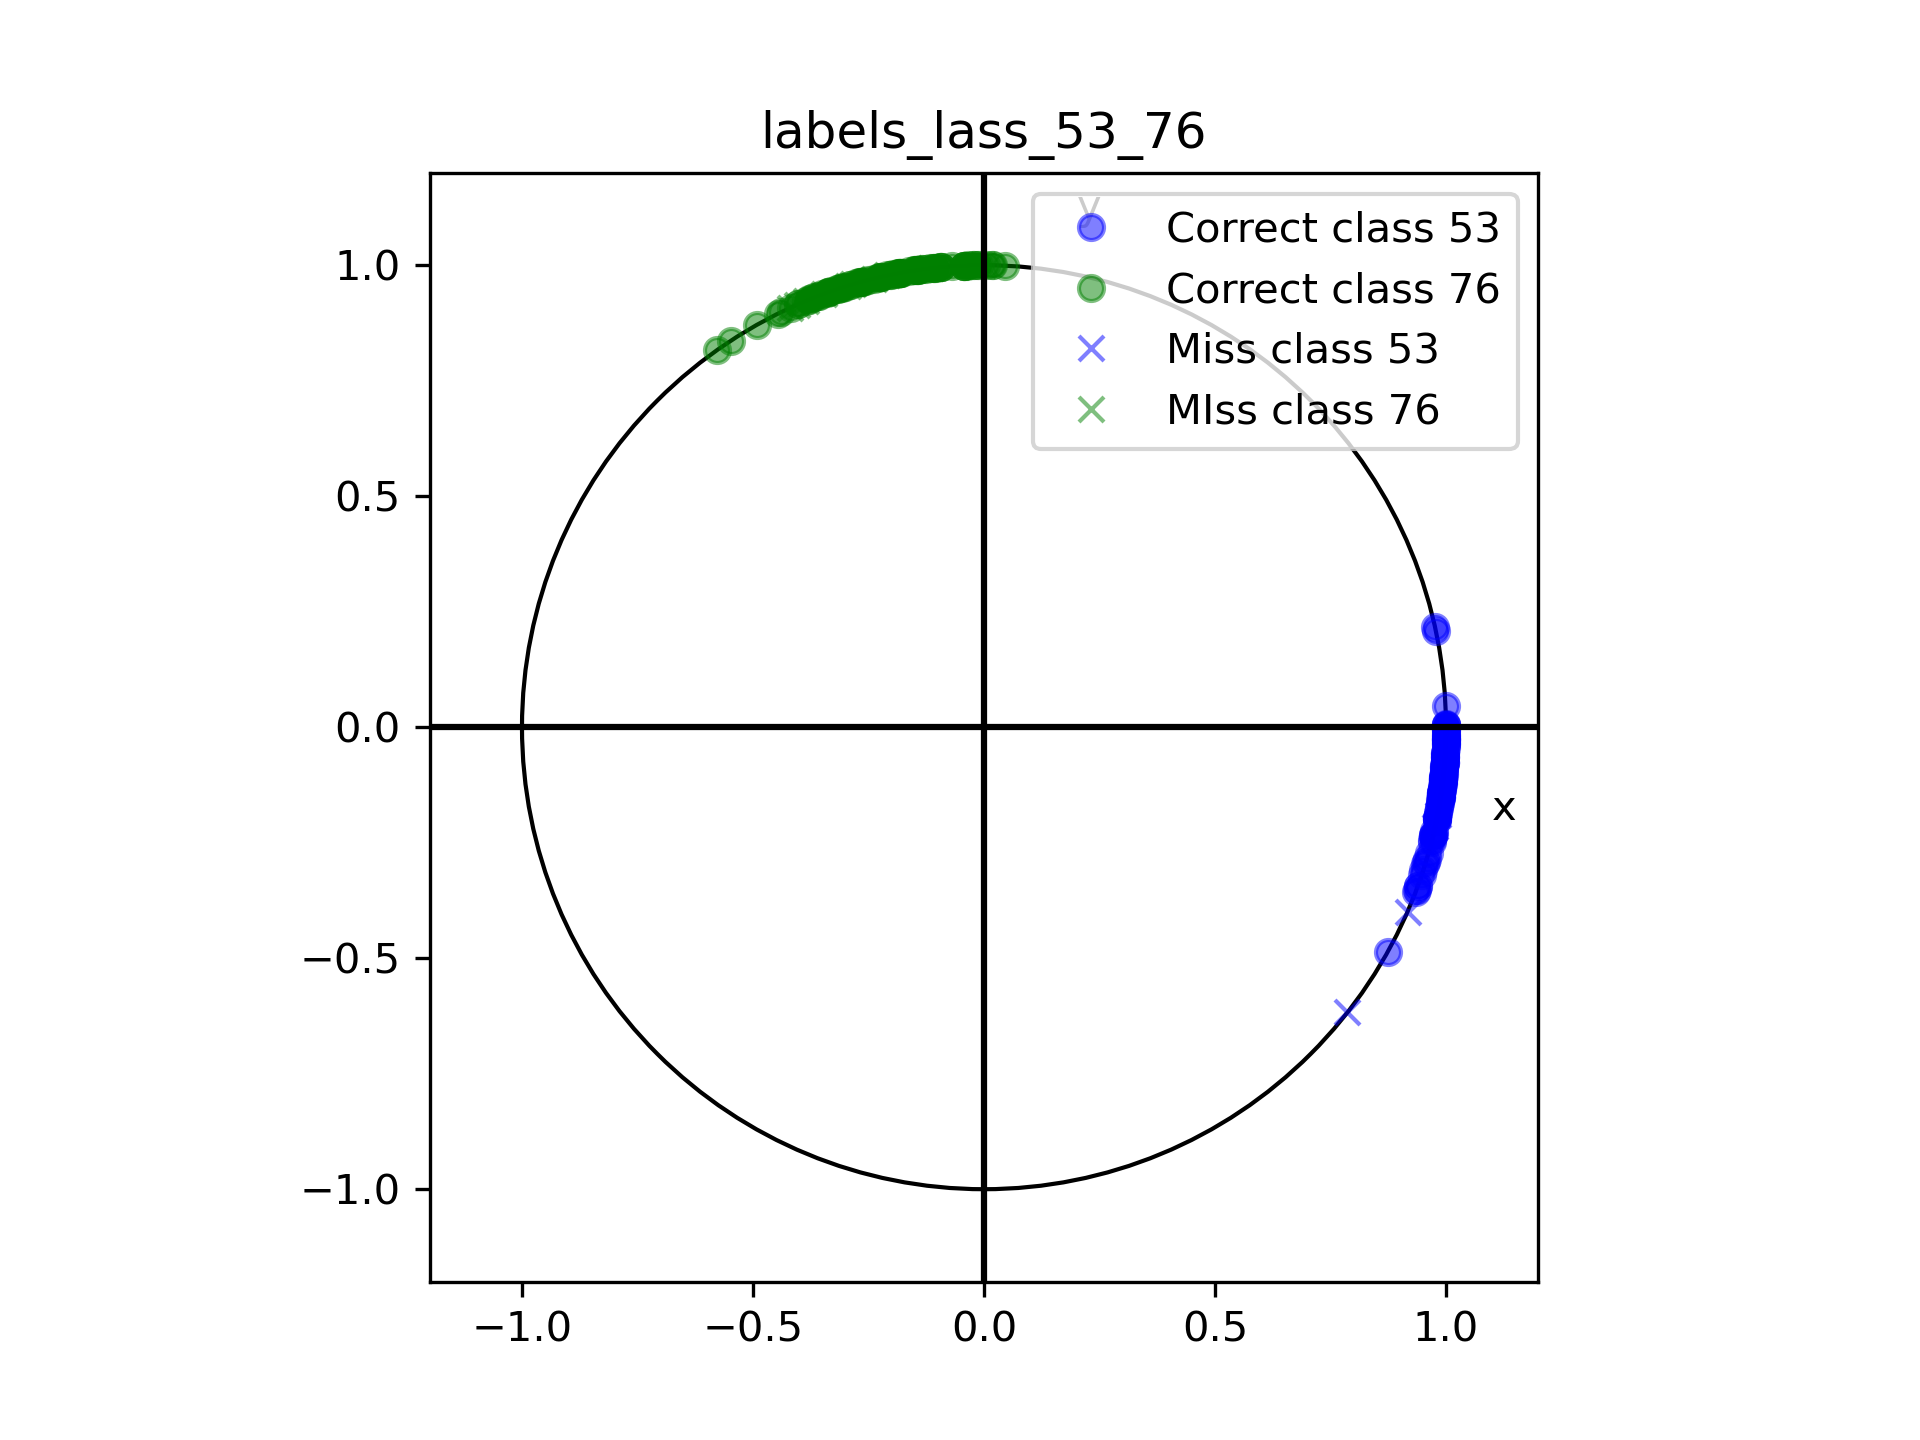 labels_lass_53_76
Correct class 53
Correct class 76
Miss class 53
MIss class 76
1.0
0.5
0.0
−0.5
−1.0
x
−1.0 −0.5 0.0 0.5 1.0